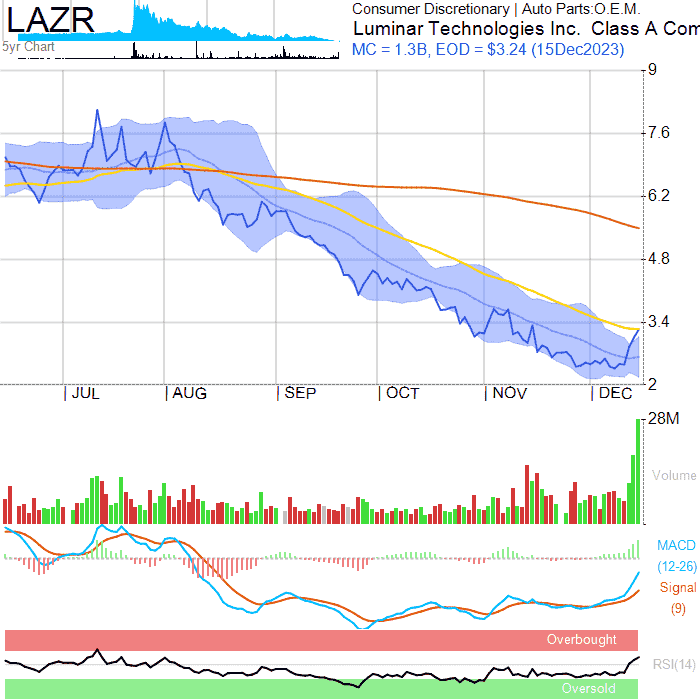 LAZR
5yr Chart
Consumer Discretionary | Auto Parts:O.E.M.
Luminar Technologies Inc. Class A Com
MC = 1.3B, EOD = $3.24 (15Dec2023)
9
7.6
6.2
4.8
3.4
2
JUL AUG SEP OCT NOV DEC
28M
Volume
MACD
(12-26)
Signal
(9)
Overbought
RSI(14)
Oversold